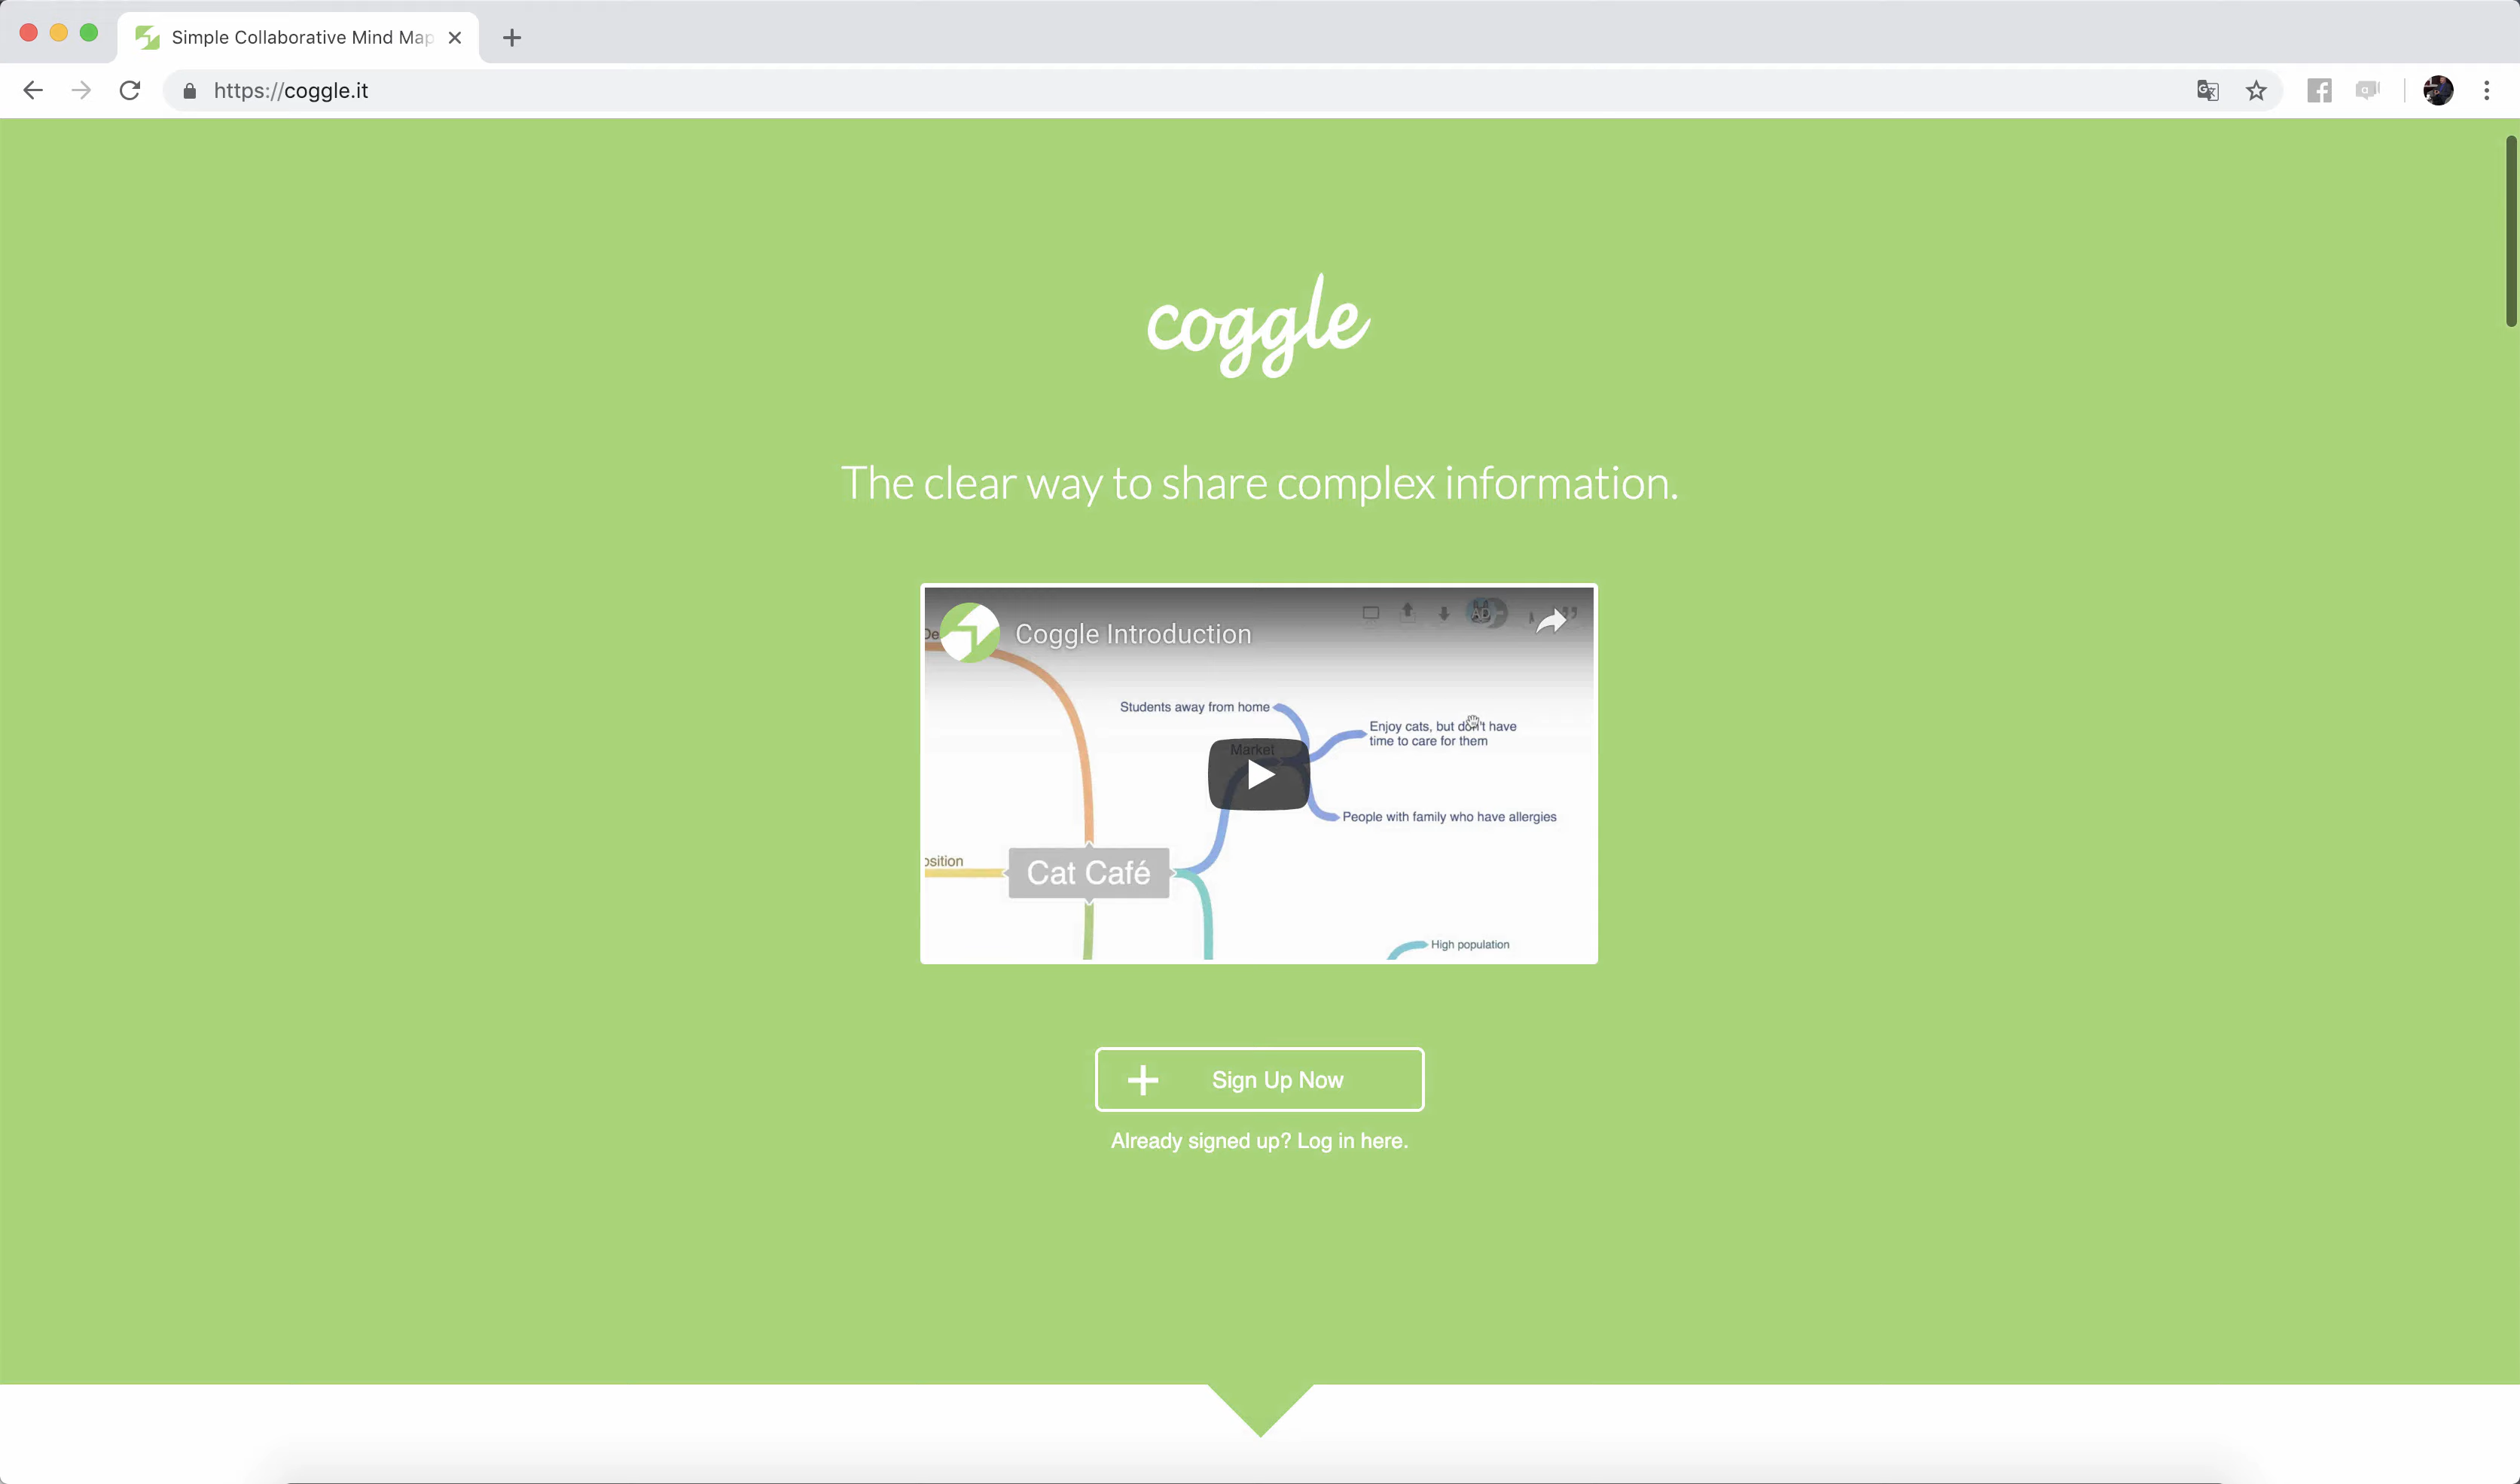 Simple Collaborative Mind Map
https://coggle.it
coggle
The clear way to share complex information.
Coggle Introduction
AD
De
Students away from home
Enjoy cats, but don't have
time to care for them
Market
People with family who have allergies
osition
Cat Café
High population
Sign Up Now
Already signed up? Log in here.